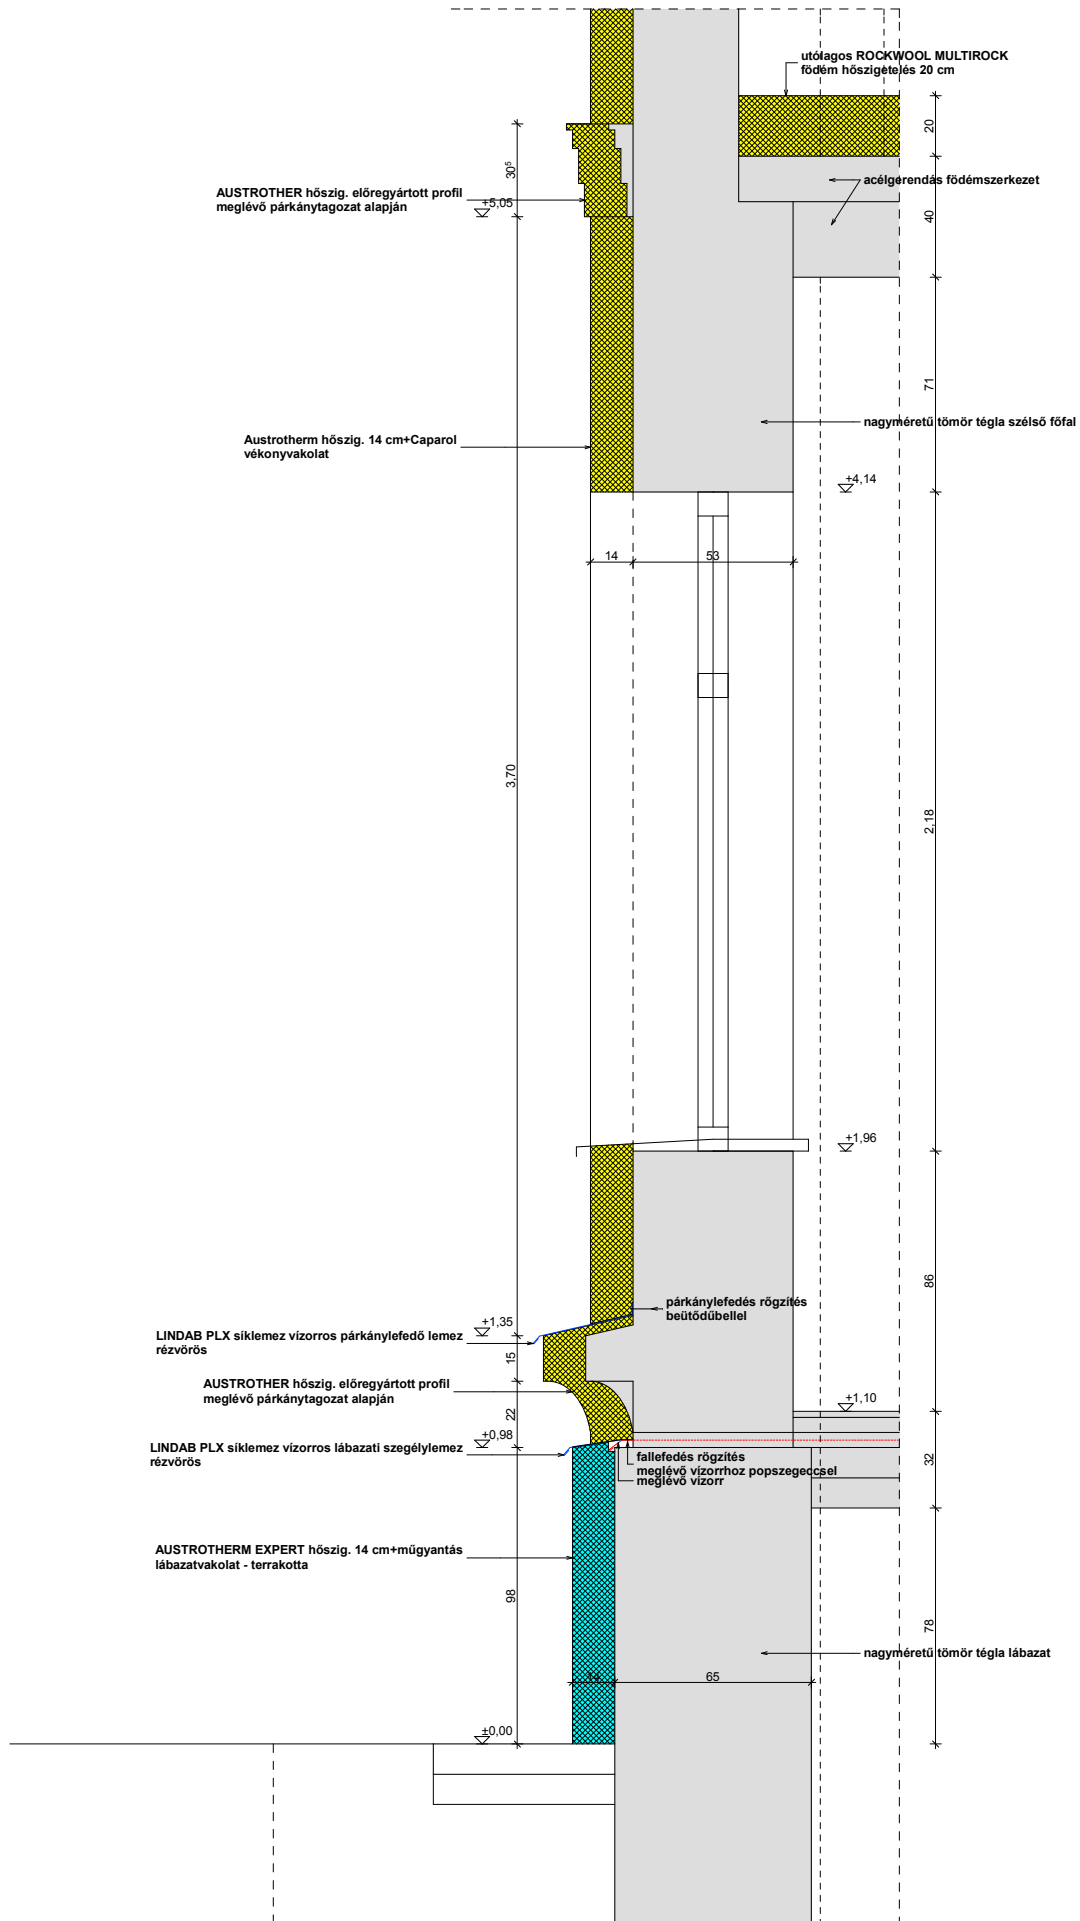 utólagos ROCKWOOL MULTIROCK
födém hőszigetelés 20 cm
20
30⁵
acélgerendás födémszerkezet
AUSTROTHER hőszig. előregyártott profil
meglévő párkánytagozat alapján
+5,05
40
71
nagyméretű tömör tégla szélső főfal
Austrotherm hőszig. 14 cm+Caparol
vékonyvakolat
+4,14
14
53
3,70
2,18
+1,96
86
párkánylefedés rőgzítés
beütődűbellel
+1,35
LINDAB PLX síklemez vízorros párkánylefedő lemez
rézvörös
15
AUSTROTHER hőszig. előregyártott profil
meglévő párkánytagozat alapján
+1,10
22
+0,98
LINDAB PLX síklemez vízorros lábazati szegélylemez
rézvörös
fallefedés rögzítés
meglévő vízorrhoz popszegeccsel
meglévő vízorr
32
AUSTROTHERM EXPERT hőszig. 14 cm+műgyantás
lábazatvakolat - terrakotta
98
78
nagyméretű tömör tégla lábazat
14
65
±0,00